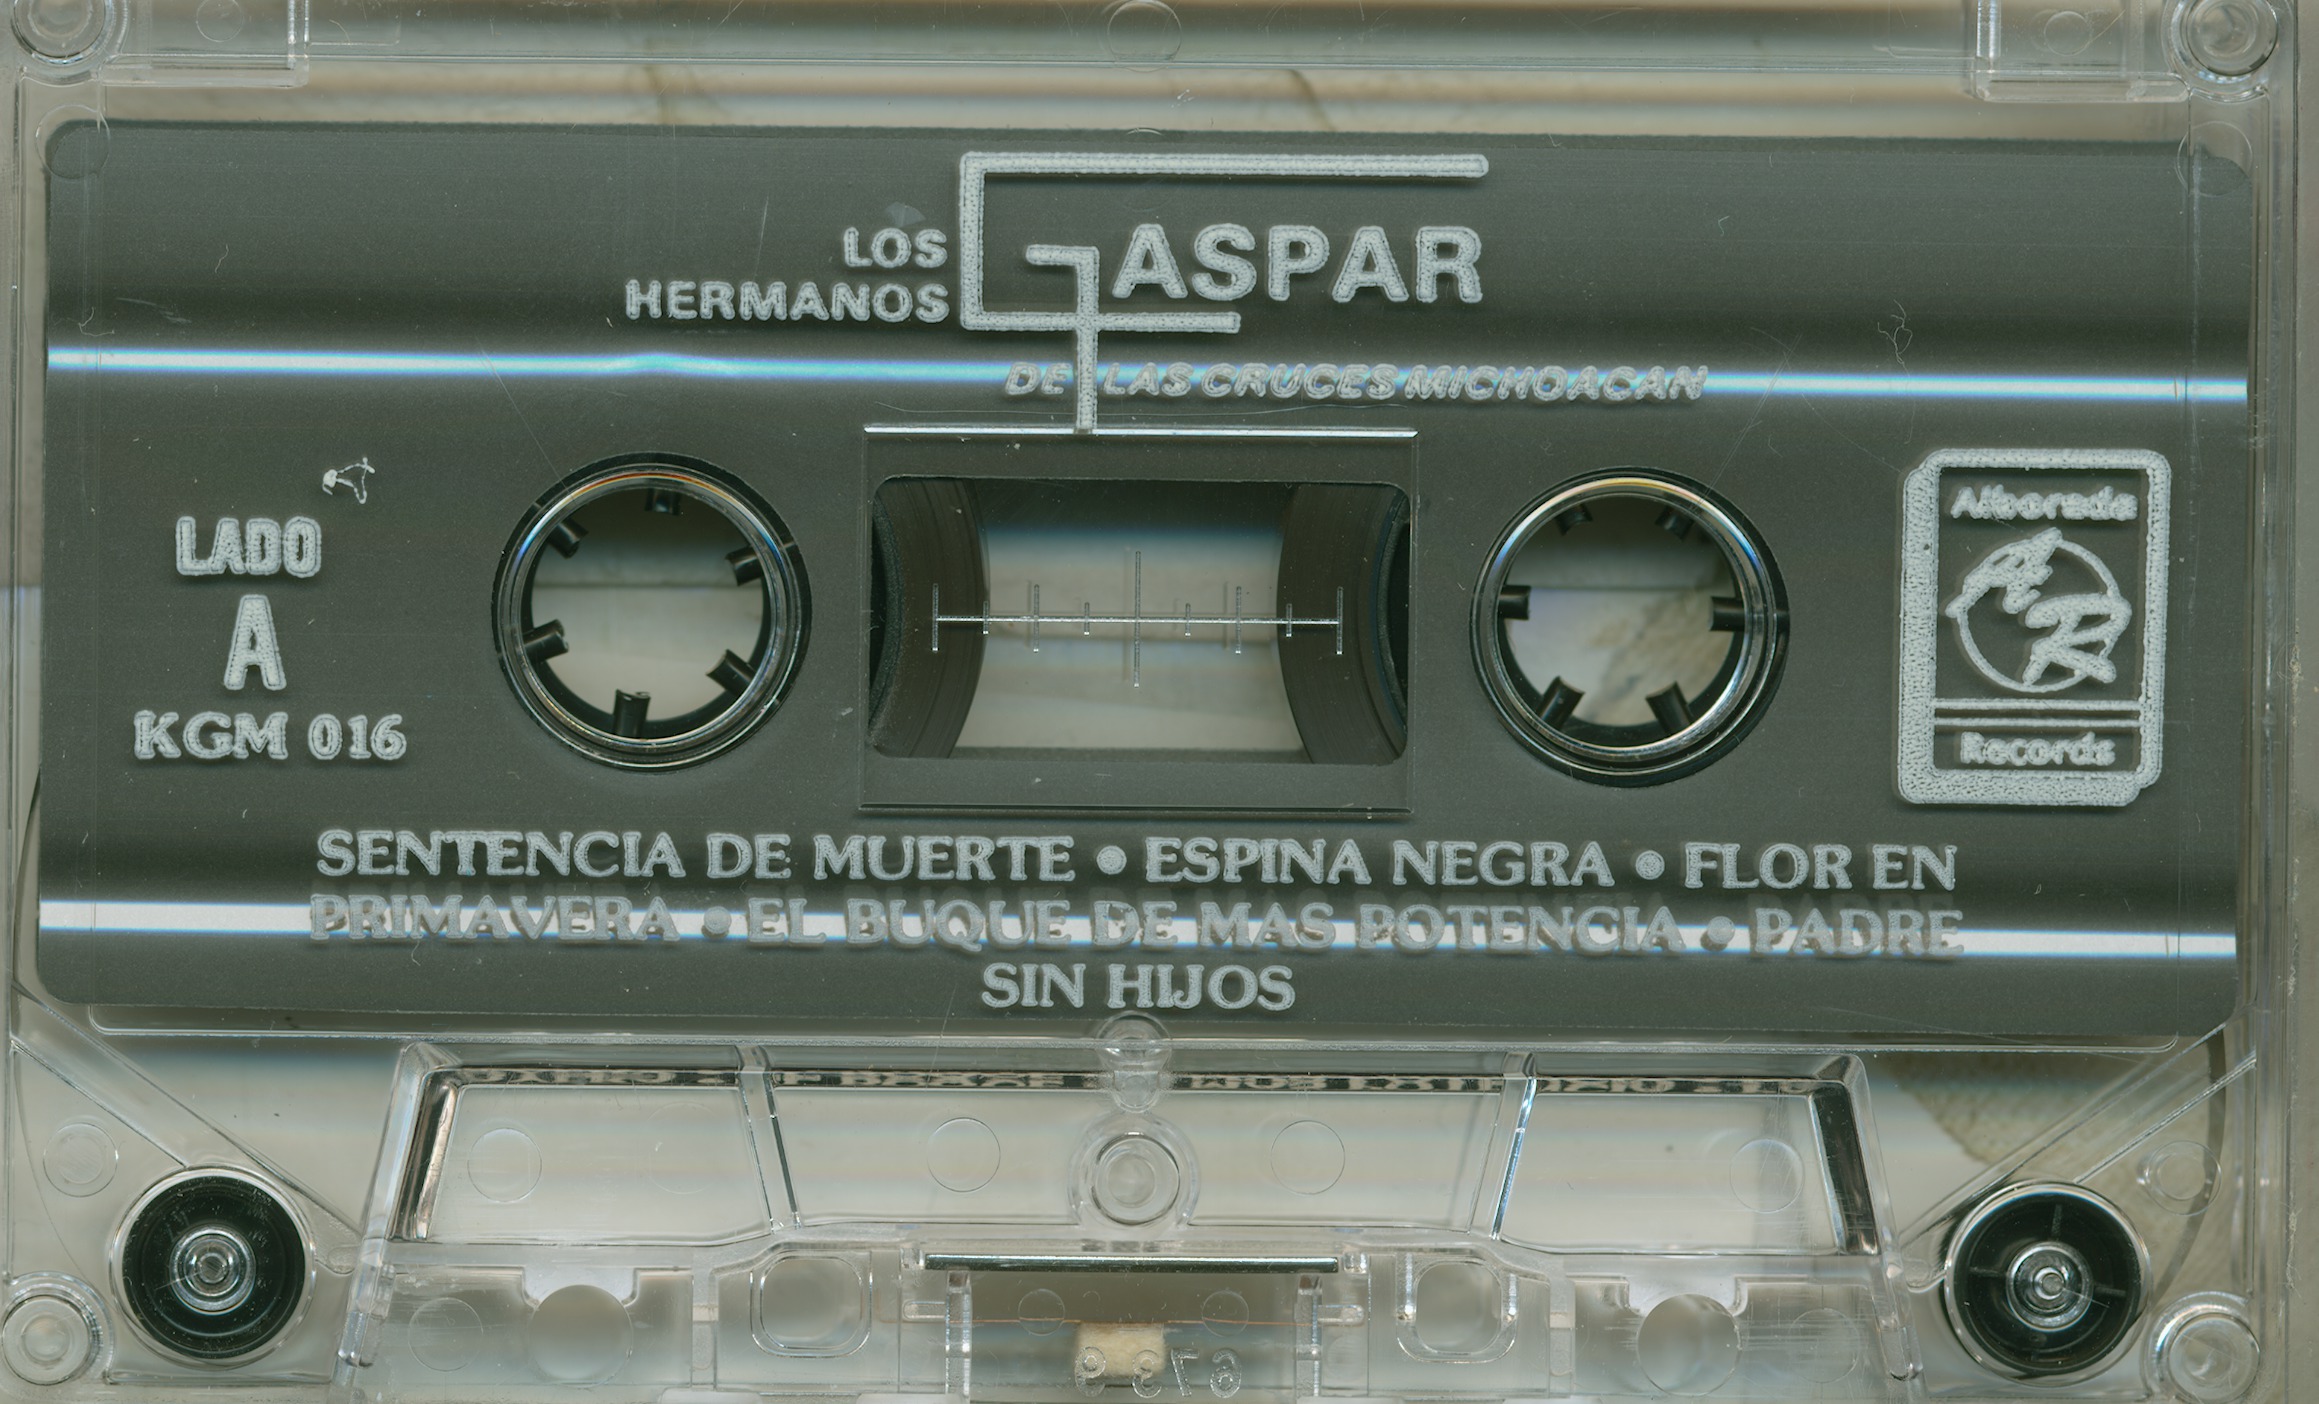 LOS
HERMANOS
GASPAR
DE LAS CRUCES MICHOACAN
LADO
A
KGM 016
Alborada
AR
Records
SENTENCIA DE MUERTE • ESPINA NEGRA • FLOR EN
PRIMAVERA • EL BUQUE DE MAS POTENCIA • PADRE
SIN HIJOS